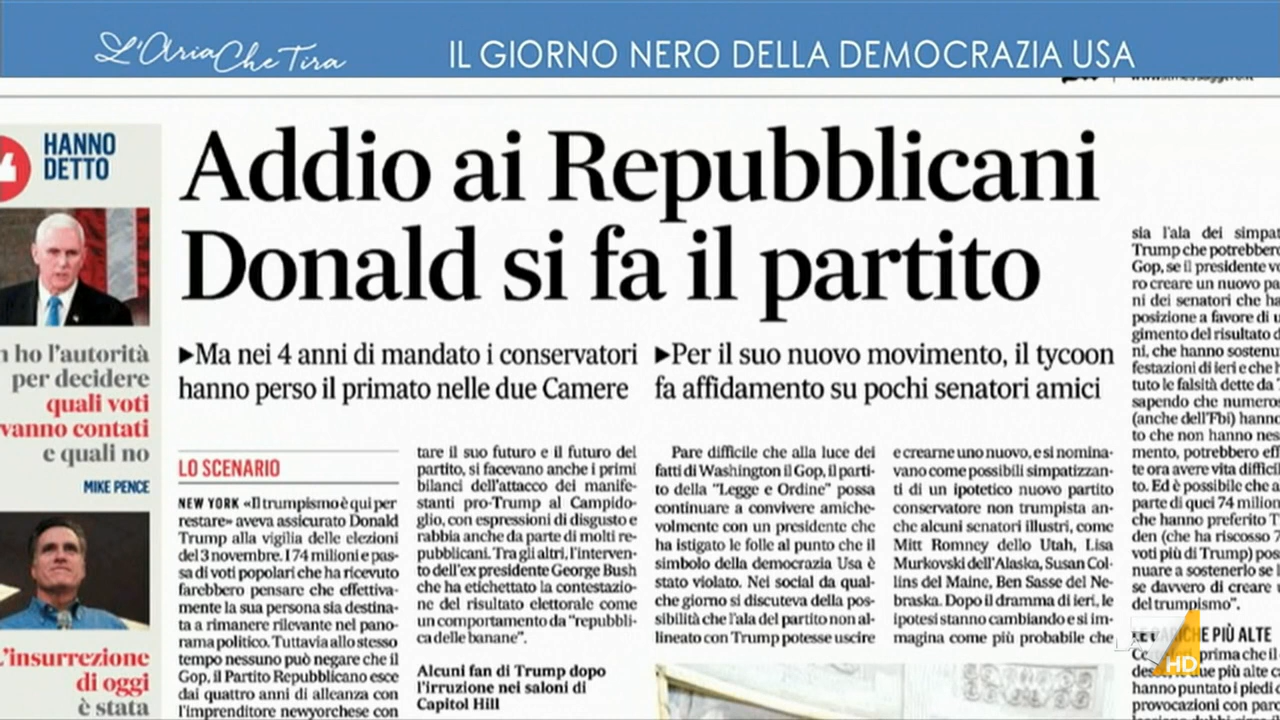 L'Aria Che Tira
IL GIORNO NERO DELLA DEMOCRAZIA USA
HANNO
DETTO
ho l'autorità
per decidere
quali voti
vanno contati
e quali no
MIKE PENCE
L'insurrezione
di oggi
è stata
Addio ai Repubblicani
Donald si fa il partito
▶Ma nei 4 anni di mandato i conservatori
hanno perso il primato nelle due Camere
▶Per il suo nuovo movimento, il tycoon
fa affidamento su pochi senatori amici
LO SCENARIO
NEW YORK «Il trumpismo è qui per
restare» aveva assicurato Donald
Trump alla vigilia delle elezioni
del 3 novembre. I 74 milioni e pas-
sa di voti popolari che ha ricevuto
farebbero pensare che effettiva-
mente la sua persona sia destina-
ta a rimanere rilevante nel pano-
rama politico. Tuttavia allo stesso
tempo nessuno può negare che il
Gop, il Partito Repubblicano esce
dai quattro anni di alleanza con
l'imprenditore newyorchese con
tare il suo futuro e il futuro del
partito, si facevano anche i primi
bilanci dell'attacco dei manife-
stanti pro-Trump al Campido-
glio, con espressioni di disgusto e
rabbia anche da parte di molti re-
pubblicani. Tra gli altri, l'interven-
to dell'ex presidente George Bush
che ha etichettato la contestazio-
ne del risultato elettorale come
un comportamento da "repubbli-
ca delle banane".
Alcuni fan di Trump dopo
l'irruzione nei saloni di
Capitol Hill
Pare difficile che alla luce dei
fatti di Washington il Gop, il parti-
to della "Legge e Ordine" possa
continuare a convivere amiche-
volmente con un presidente che
ha istigato le folle al punto che il
simbolo della democrazia Usa è
stato violato. Nei social da qual-
che giorno si discuteva della pos-
sibilità che l'ala del partito non al-
lineato con Trump potesse uscire
e crearne uno nuovo, e si nomina-
vano come possibili simpatizzan-
ti di un ipotetico nuovo partito
conservatore non trumpista an-
che alcuni senatori illustri, come
Mitt Romney dello Utah, Lisa
Murkovski dell'Alaska, Susan Col-
lins del Maine, Ben Sasse del Ne-
braska. Dopo il dramma di ieri, le
ipotesi stanno cambiando e si im-
magina come più probabile che
sia l'ala dei simpat
Trump che potrebbero
Gop, se il presidente vo
ro creare un nuovo pa
ni dei senatori che ha
posizione a favore di u
gimento del risultato d
ni, che hanno sostenu
festazioni di ieri e che h
tuto le falsità dette da
sapendo che numeros
(anche dell'Fbi) hanno
to che non hanno nes
mento, potrebbero eff
te ora avere vita diffici
to. Ed è possibile che a
parte di quei 74 milion
che hanno preferito T
den (che ha riscosso 7
voti più di Trump) pos
nuare a sostenerlo se l
se davvero di creare
del trumpismo".
CARICHE PIÙ ALTE
prima che il
due più alte ca
hanno puntato i piedi c
provocazioni con parc
HD